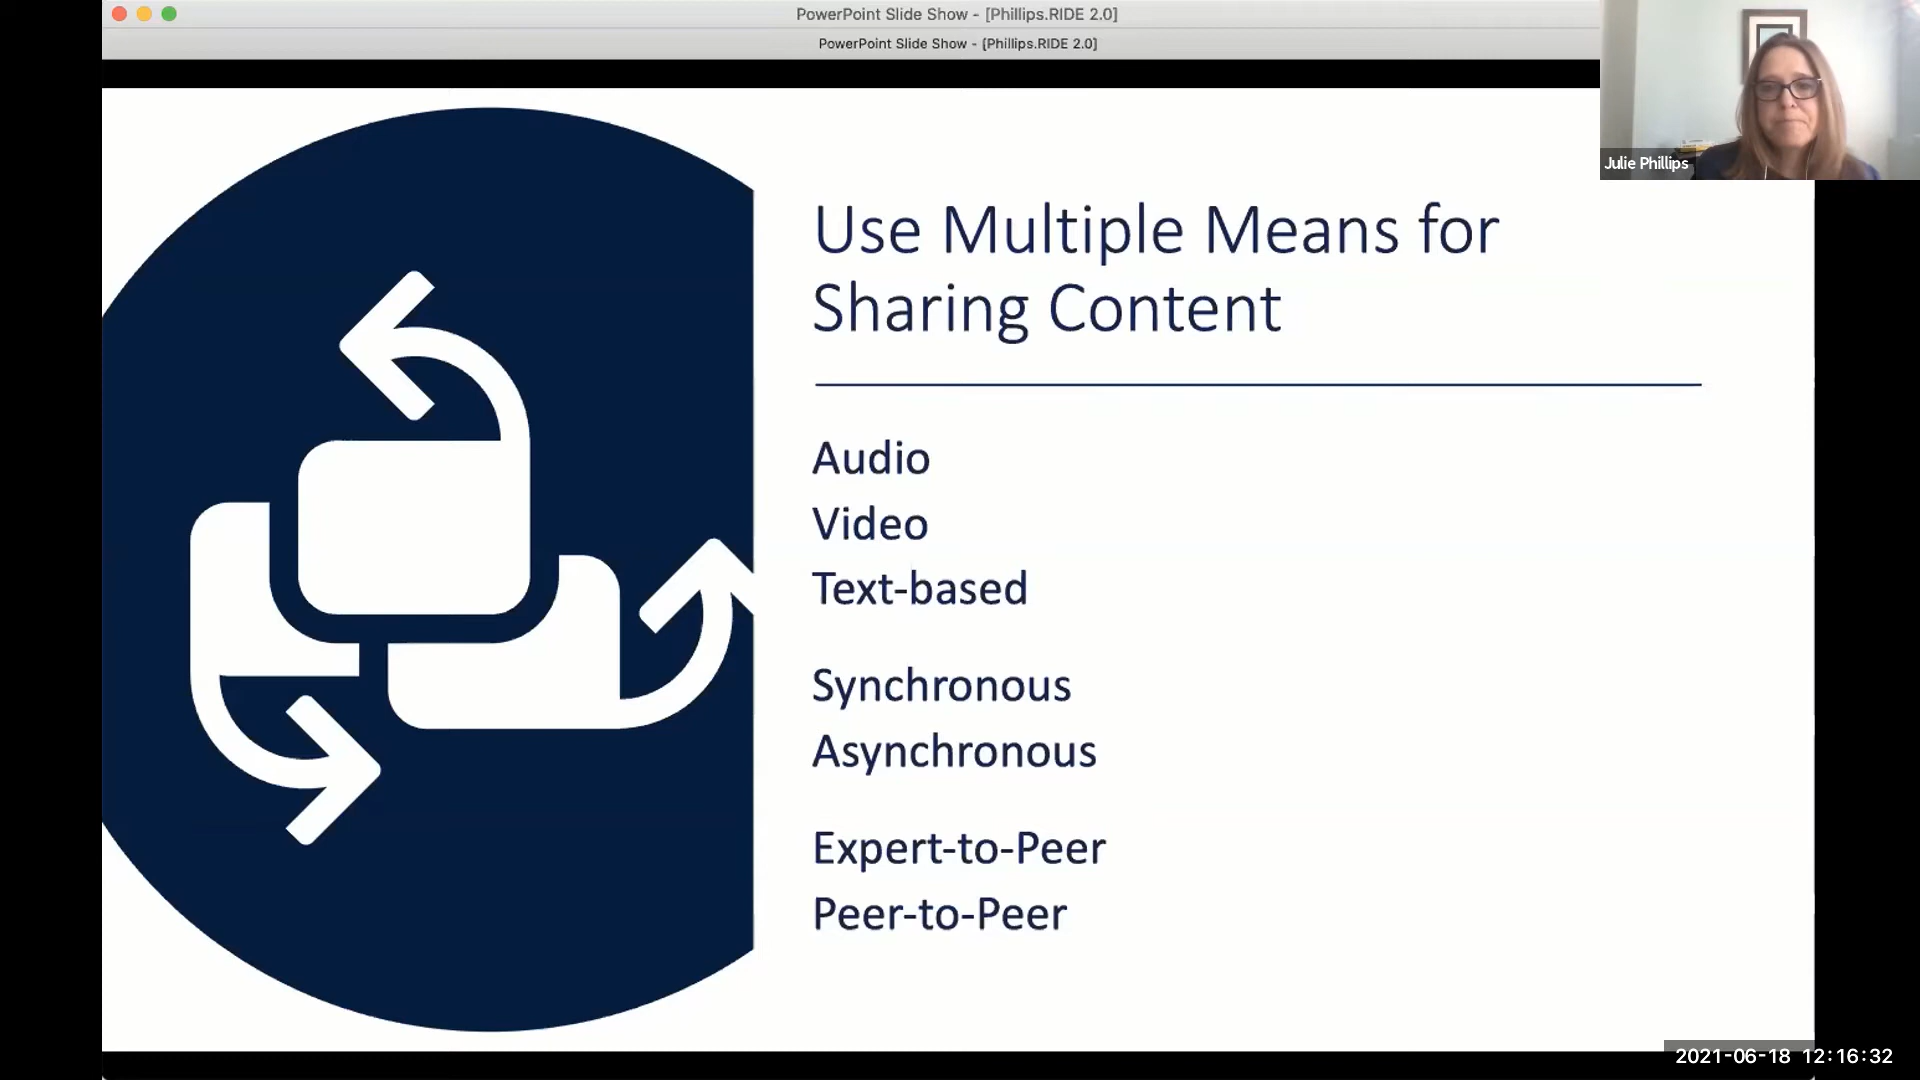 PowerPoint Slide Show - [Phillips.RIDE 2.0]
PowerPoint Slide Show - [Phillips.RIDE 2.0]
Julie Phillips
Use Multiple Means for
Sharing Content
Audio
Video
Text-based
Synchronous
Asynchronous
Expert-to-Peer
Peer-to-Peer
2021-06-18 12:16:32